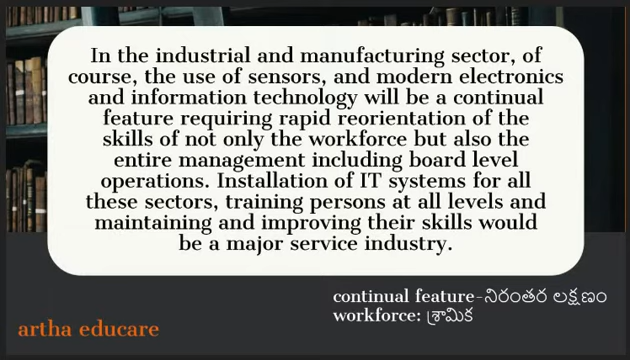 In the industrial and manufacturing sector, of
course, the use of sensors, and modern electronics
and information technology will be a continual
feature requiring rapid reorientation of the
skills of not only the workforce but also the
entire management including board level
operations. Installation of IT systems for all
these sectors, training persons at all levels and
maintaining and improving their skills would
be a major service industry.
continual feature-నిరంతర లక్షణం
workforce: శ్రామిక
artha educare